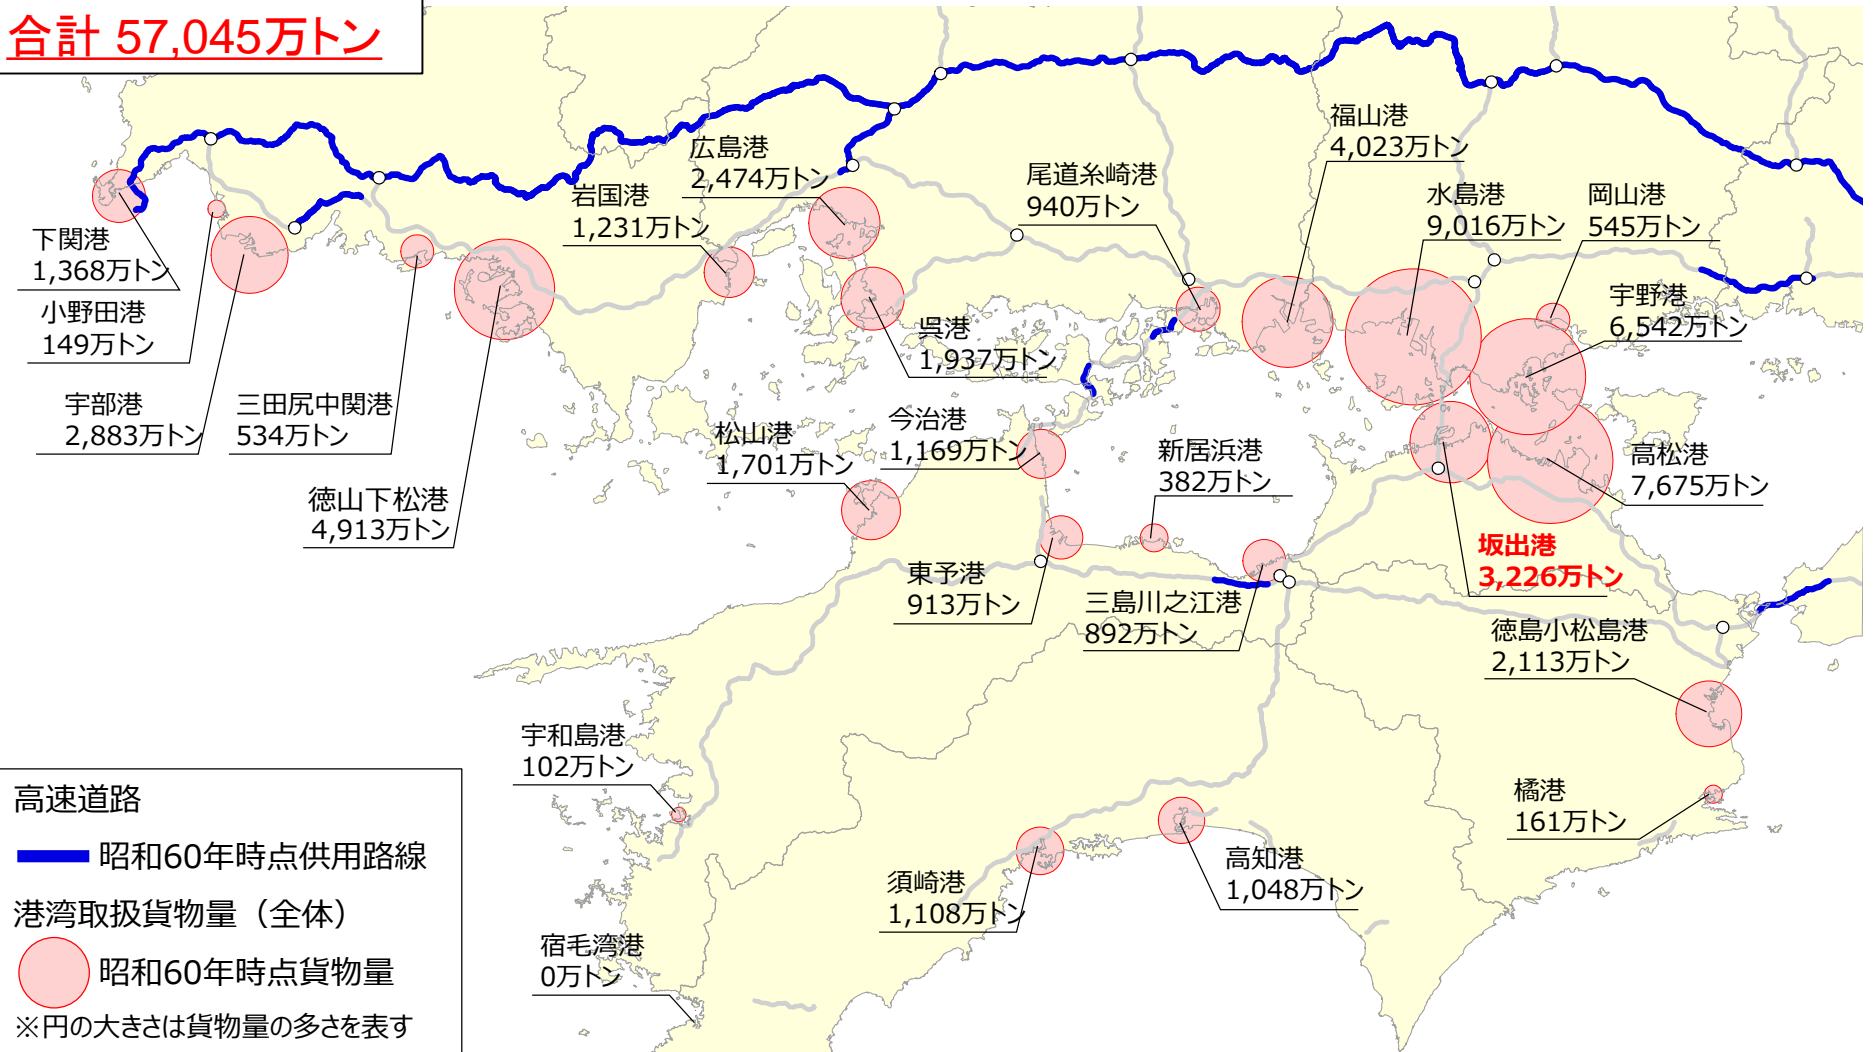 合計 57,045万トン
福山港
4,023万トン
広島港
2,474万トン
尾道糸崎港
940万トン
岩国港
1,231万トン
水島港
9,016万トン
岡山港
545万トン
下関港
1,368万トン
宇野港
6,542万トン
小野田港
149万トン
呉港
1,937万トン
宇部港
2,883万トン
三田尻中関港
534万トン
松山港
1,701万トン
今治港
1,169万トン
新居浜港
382万トン
高松港
7,675万トン
徳山下松港
4,913万トン
坂出港
3,226万トン
東予港
913万トン
三島川之江港
892万トン
徳島小松島港
2,113万トン
宇和島港
102万トン
橘港
161万トン
須崎港
1,108万トン
高知港
1,048万トン
宿毛湾港
0万トン
高速道路
昭和60年時点供用路線
港湾取扱貨物量（全体）
昭和60年時点貨物量
※円の大きさは貨物量の多さを表す